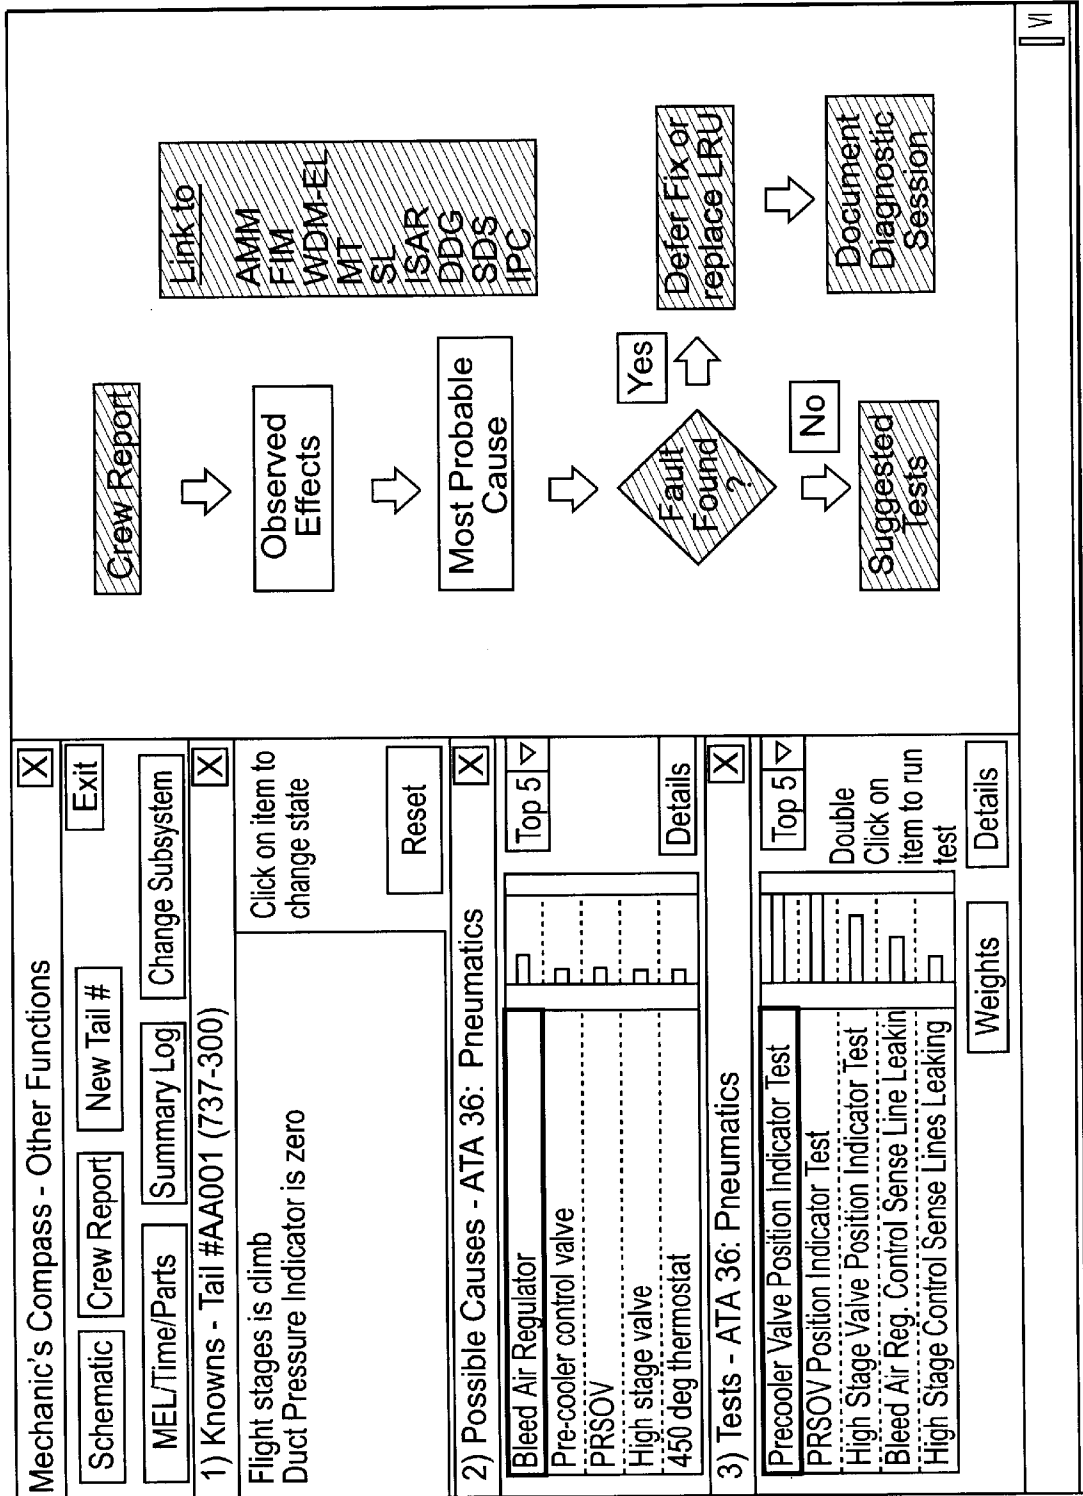 Mechanic's Compass - Other Functions
X
Schematic
Crew Report
New Tail #
Exit
MEL/Time/Parts
Summary Log
Change Subsystem
1) Knowns - Tail #AA001 (737-300)
X
Flight stages is climb
Duct Pressure Indicator is zero
Click on item to
change state
Reset
2) Possible Causes - ATA 36: Pneumatics
X
Bleed Air Regulator
Pre-cooler control valve
PRSOV
High stage valve
450 deg thermostat
Top 5
Details
3) Tests - ATA 36: Pneumatics
X
Precooler Valve Position Indicator Test
PRSOV Position Indicator Test
High Stage Valve Position Indicator Test
Bleed Air Reg. Control Sense Line Leakin
High Stage Control Sense Lines Leaking
Top 5
Double
Click on
item to run
test
Weights
Details
Crew Report
Observed
Effects
Most Probable
Cause
Fault
Found
?
Yes
No
Suggested
Tests
Link to
AMM
FIM
WDM-EL
MT
SL
ISAR
DDG
SDS
IPC
Defer Fix or
replace LRU
Document
Diagnostic
Session
VI